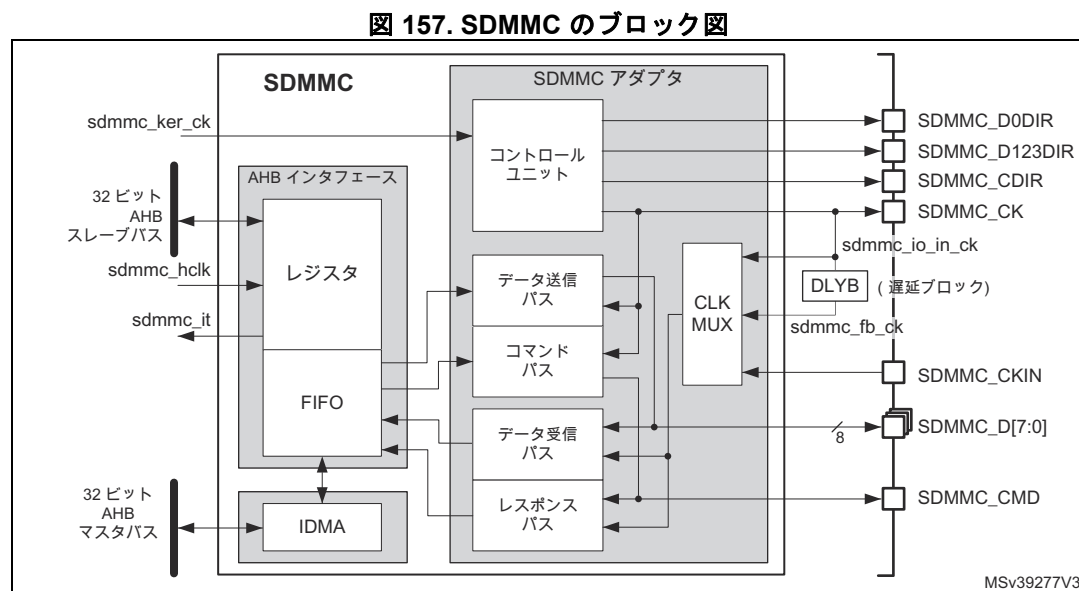 図 157. SDMMC のブロック図
SDMMC
SDMMC アダプタ
sdmmc_ker_ck
コントロール
ユニット
SDMMC_D0DIR
SDMMC_D123DIR
SDMMC_CDIR
SDMMC_CK
AHB インタフェース
32 ビット
AHB
スレーブバス
sdmmc_hclk
sdmmc_it
レジスタ
FIFO
データ送信
パス
コマンド
パス
データ受信
パス
レスポンス
パス
CLK
MUX
sdmmc_io_in_ck
DLYB
( 遅延ブロック)
sdmmc_fb_ck
SDMMC_CKIN
8
SDMMC_D[7:0]
SDMMC_CMD
32 ビット
AHB
マスタバス
IDMA
MSv39277V3